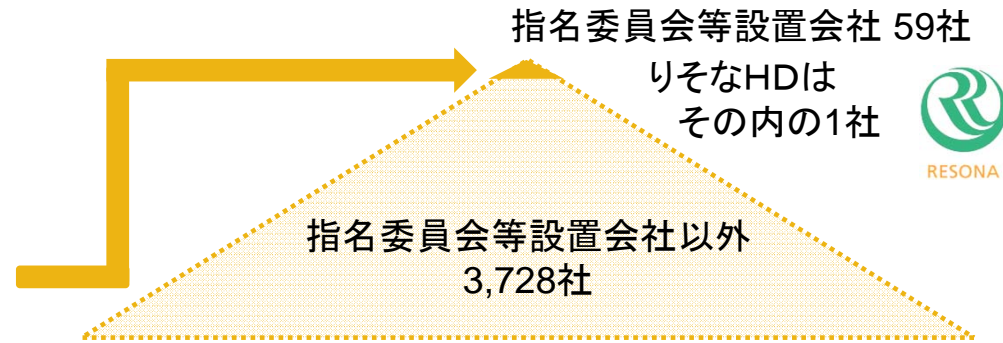 指名委員会等設置会社 59社
りそなHDは
その内の1社
RESONA
指名委員会等設置会社以外
3,728社